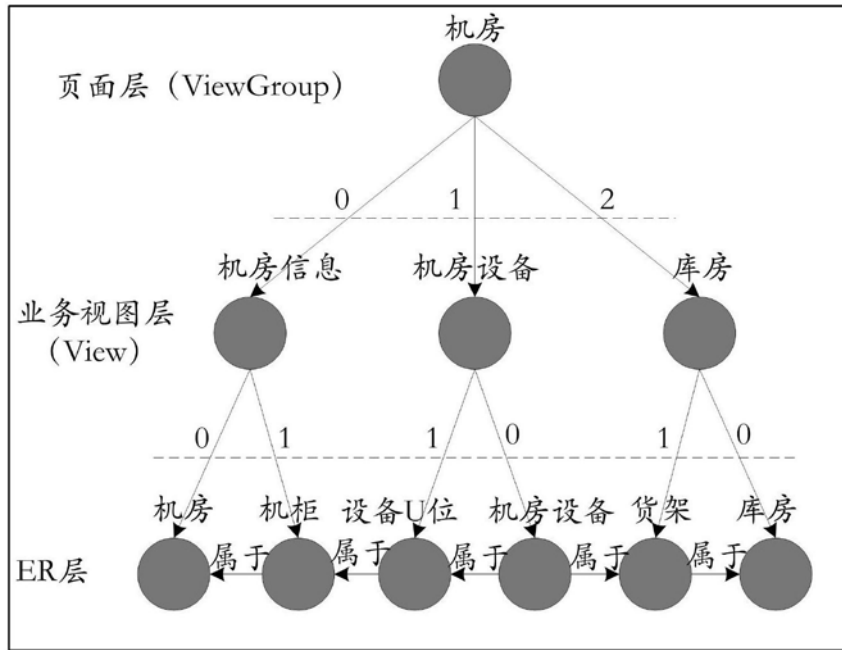 机房
页面层（ViewGroup）
0 1 2
机房信息 机房设备 库房
业务视图层
（View）
0 1 1 0 1 0
机房 机柜 设备U位 机房设备 货架 库房
ER层 属于 属于 属于 属于 属于